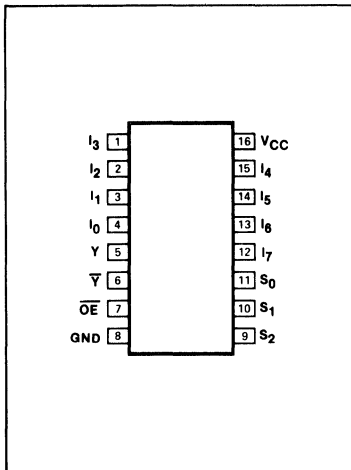 I3 1 16 VCC
I2 2 15 I4
I1 3 14 I5
I0 4 13 I6
Y 5 12 I7
Y̅ 6 11 S0
O̅E̅ 7 10 S1
GND 8 9 S2